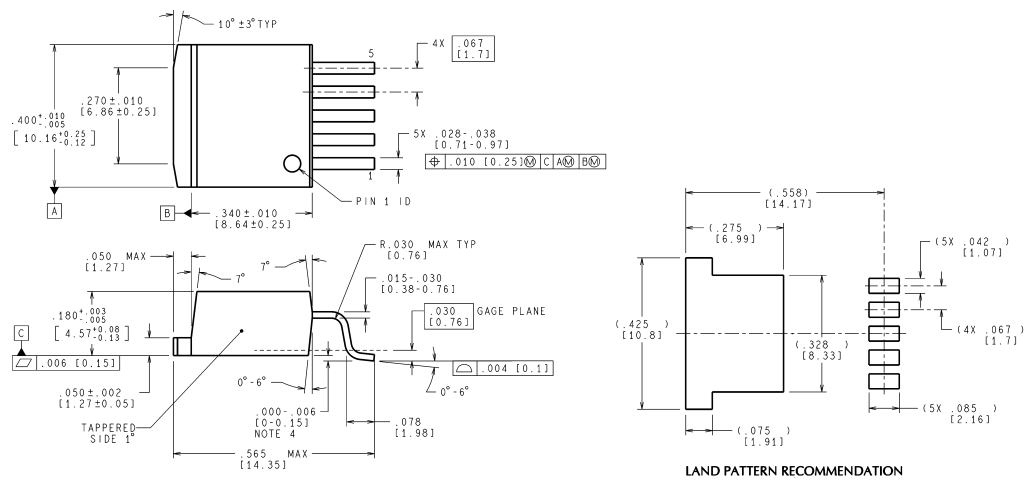 10° ±3° TYP
5
4X .067
[1.7]
.270±.010
[6.86±0.25]
.400+.010 -.005
[ 10.16+0.25 -0.12 ]
5X .028-.038
[0.71-0.97]
⌖ .010 [0.25]Ⓜ C AⓂ BⓂ
1
PIN 1 ID
A
B
.340±.010
[8.64±0.25]
.050 MAX
[1.27]
7°
7°
R.030 MAX TYP
[0.76]
.015-.030
[0.38-0.76]
.030
[0.76]
GAGE PLANE
.180+.003 -.005
[ 4.57+0.08 -0.13 ]
C
⏥ .006 [0.15]
⌓ .004 [0.1]
0°-6°
0°-6°
.050±.002
[1.27±0.05]
.000-.006
[0-0.15]
NOTE 4
.078
[1.98]
TAPPERED
SIDE 1°
.565 MAX
[14.35]
(.558)
[14.17]
(.275 )
[6.99]
(5X .042 )
[1.07]
(.425 )
[10.8]
(.328 )
[8.33]
(4X .067)
[1.7]
(.075 )
[1.91]
(5X .085 )
[2.16]
LAND PATTERN RECOMMENDATION